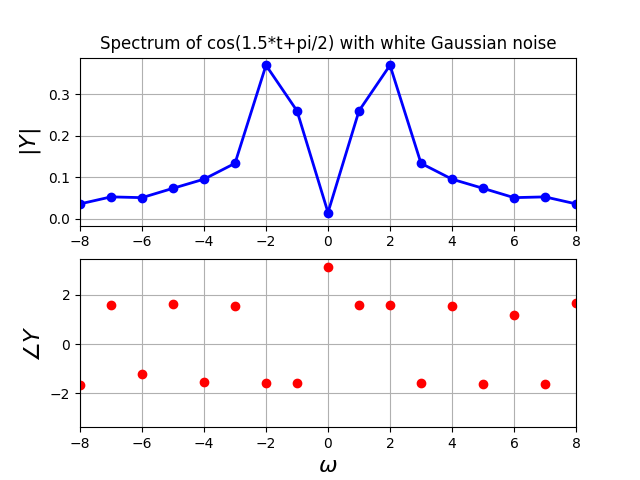 Spectrum of cos(1.5*t+pi/2) with white Gaussian noise
|Y|
0.3
0.2
0.1
0.0
−8 −6 −4 −2 0 2 4 6 8
∠Y
2
0
−2
−8 −6 −4 −2 0 2 4 6 8
ω